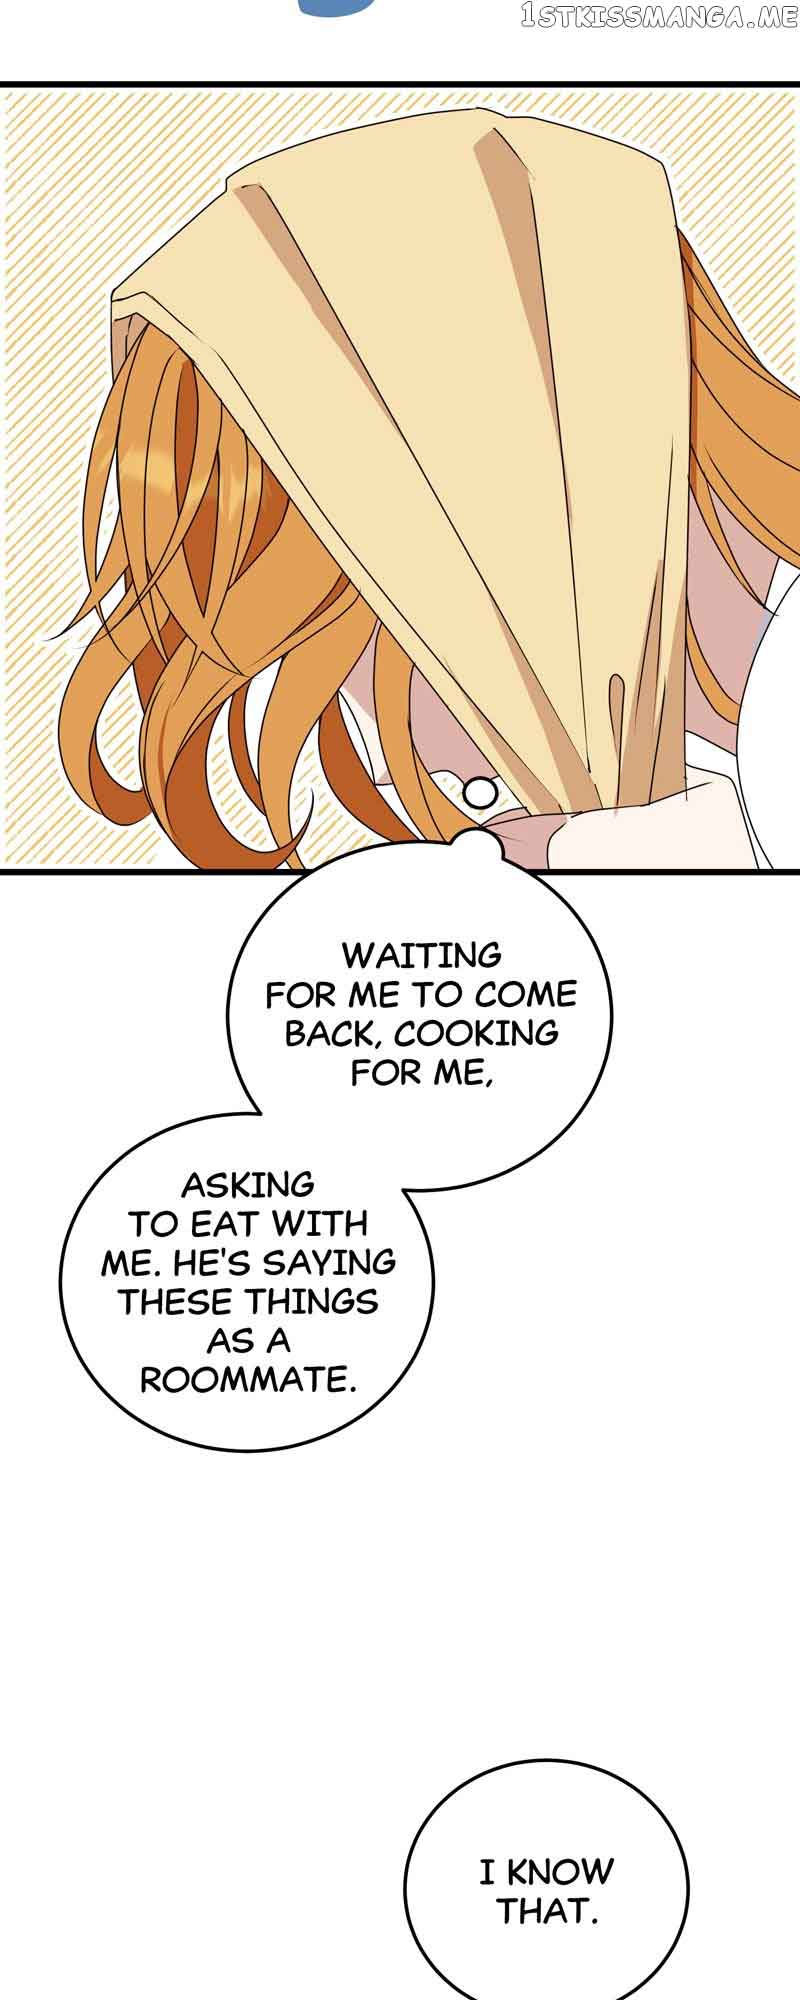 1STKISSMANGA.ME
WAITING
FOR ME TO COME
BACK, COOKING
FOR ME,
ASKING
TO EAT WITH
ME. HE'S SAYING
THESE THINGS
AS A
ROOMMATE.
I KNOW
THAT.